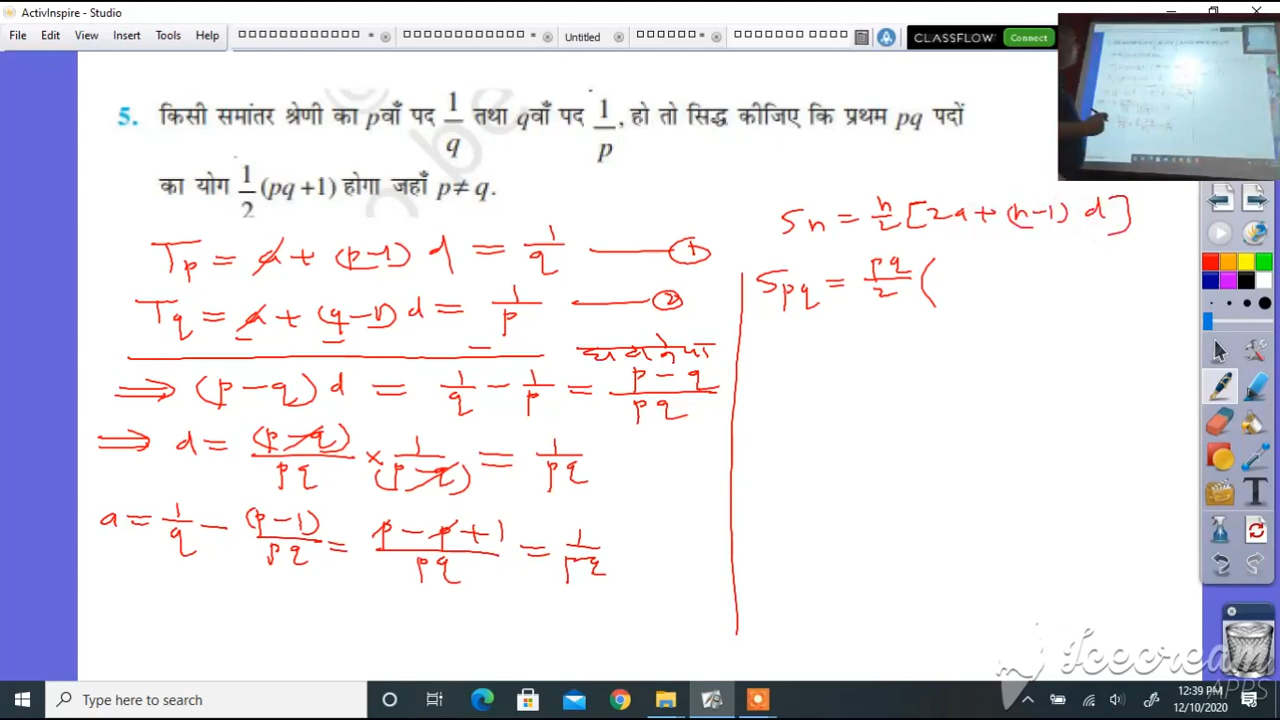 ActivInspire - Studio
File Edit View Insert Tools Help
Untitled
CLASSFLOW Connect
5. किसी समांतर श्रेणी का pवाँ पद 1/q तथा qवाँ पद 1/p, हो तो सिद्ध कीजिए कि प्रथम pq पदों
का योग 1/2 (pq +1) होगा जहाँ p ≠ q.
Sn = n/2 [2a + (n-1) d]
Tp = a + (p-1) d = 1/q —— ①
Spq = pq/2 (
Tq = a + (q-1) d = 1/p —— ②
घटाने पर
⟹ (p-q) d = 1/q - 1/p = p-q/pq
⟹ d = (p-q)/pq × 1/(p-q) = 1/pq
a = 1/q - (p-1)/pq = p-p+1/pq = 1/pq
Icecream
APPS
Type here to search
12:39 PM
12/10/2020